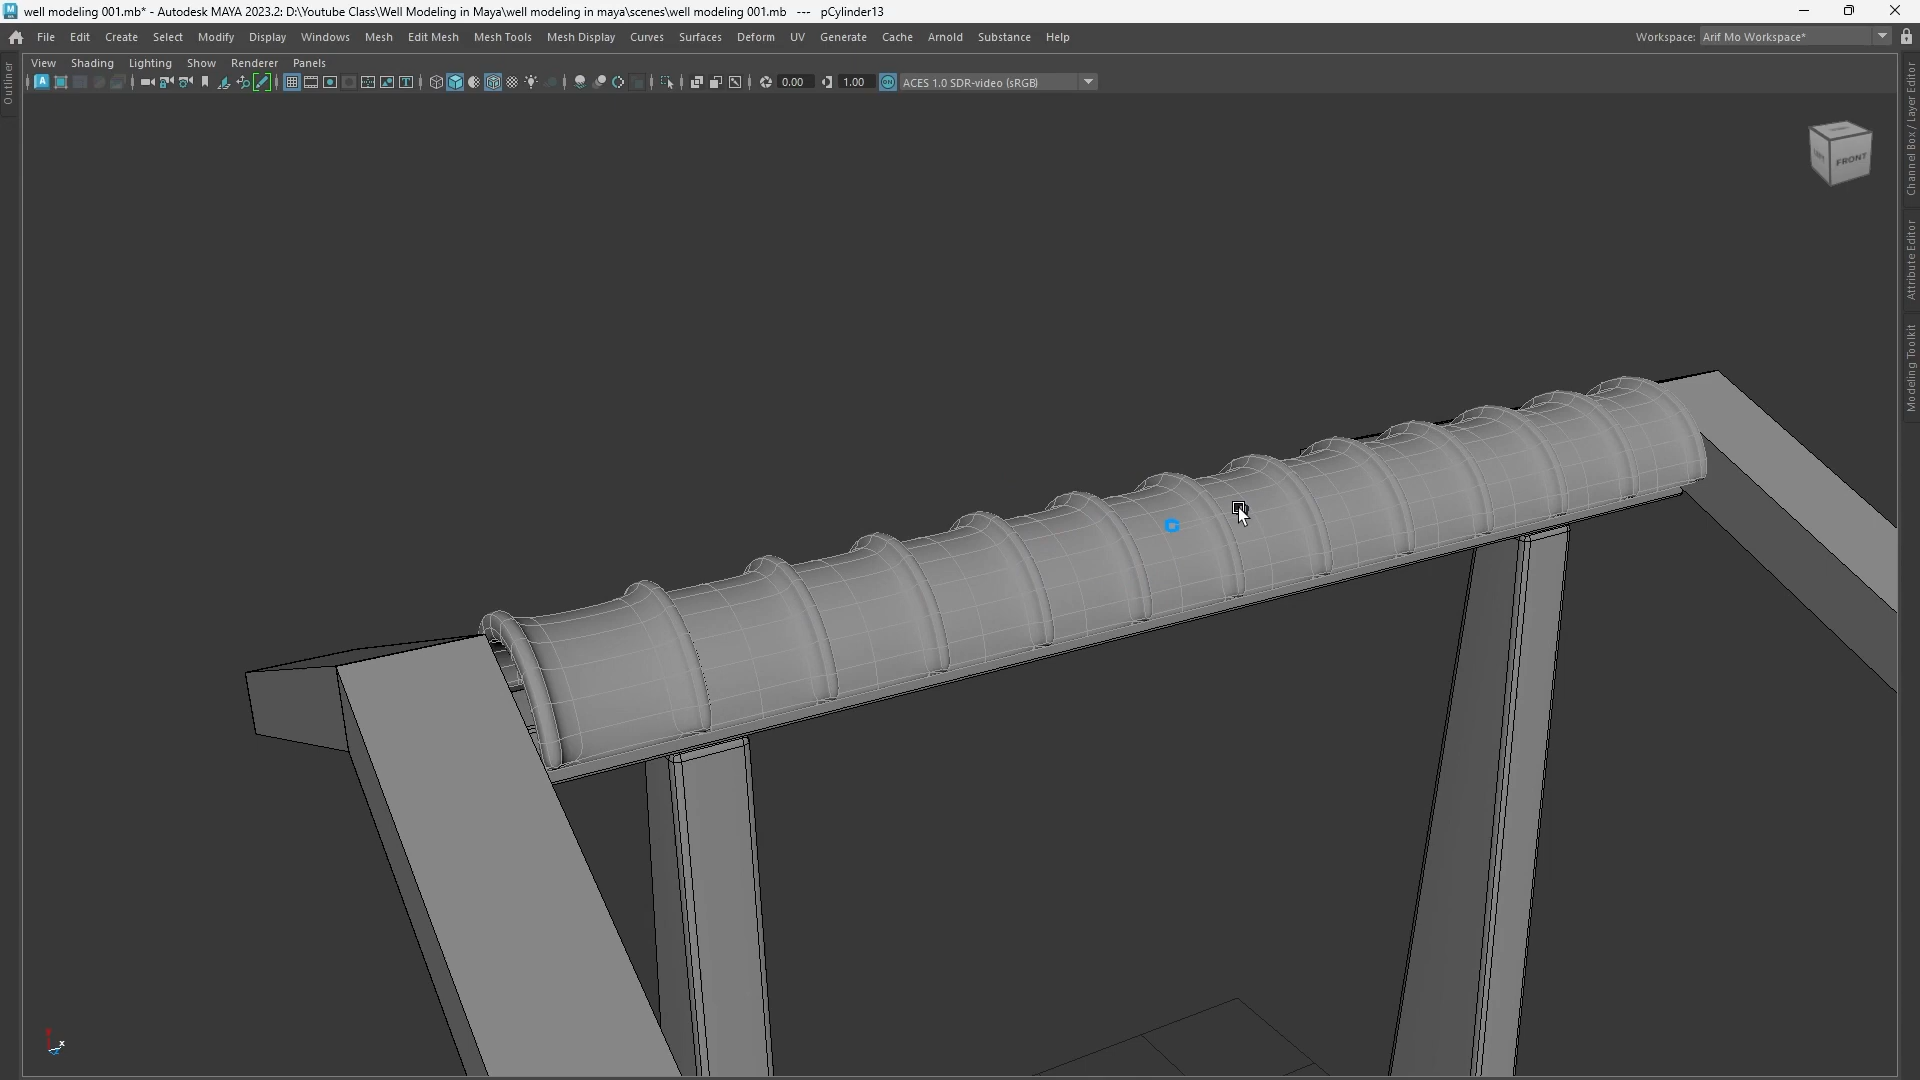 well modeling 001.mb* - Autodesk MAYA 2023.2: D:\Youtube Class\Well Modeling in Maya\well modeling in maya\scenes\well modeling 001.mb --- pCylinder13
File Edit Create Select Modify Display Windows Mesh Edit Mesh Mesh Tools Mesh Display Curves Surfaces Deform UV Generate Cache Arnold Substance Help Workspace: Arif Mo Workspace*
View Shading Lighting Show Renderer Panels
0.00 1.00 ON ACES 1.0 SDR-video (sRGB)
Outliner
Channel Box / Layer Editor
Attribute Editor
Modeling Toolkit
FRONT
x